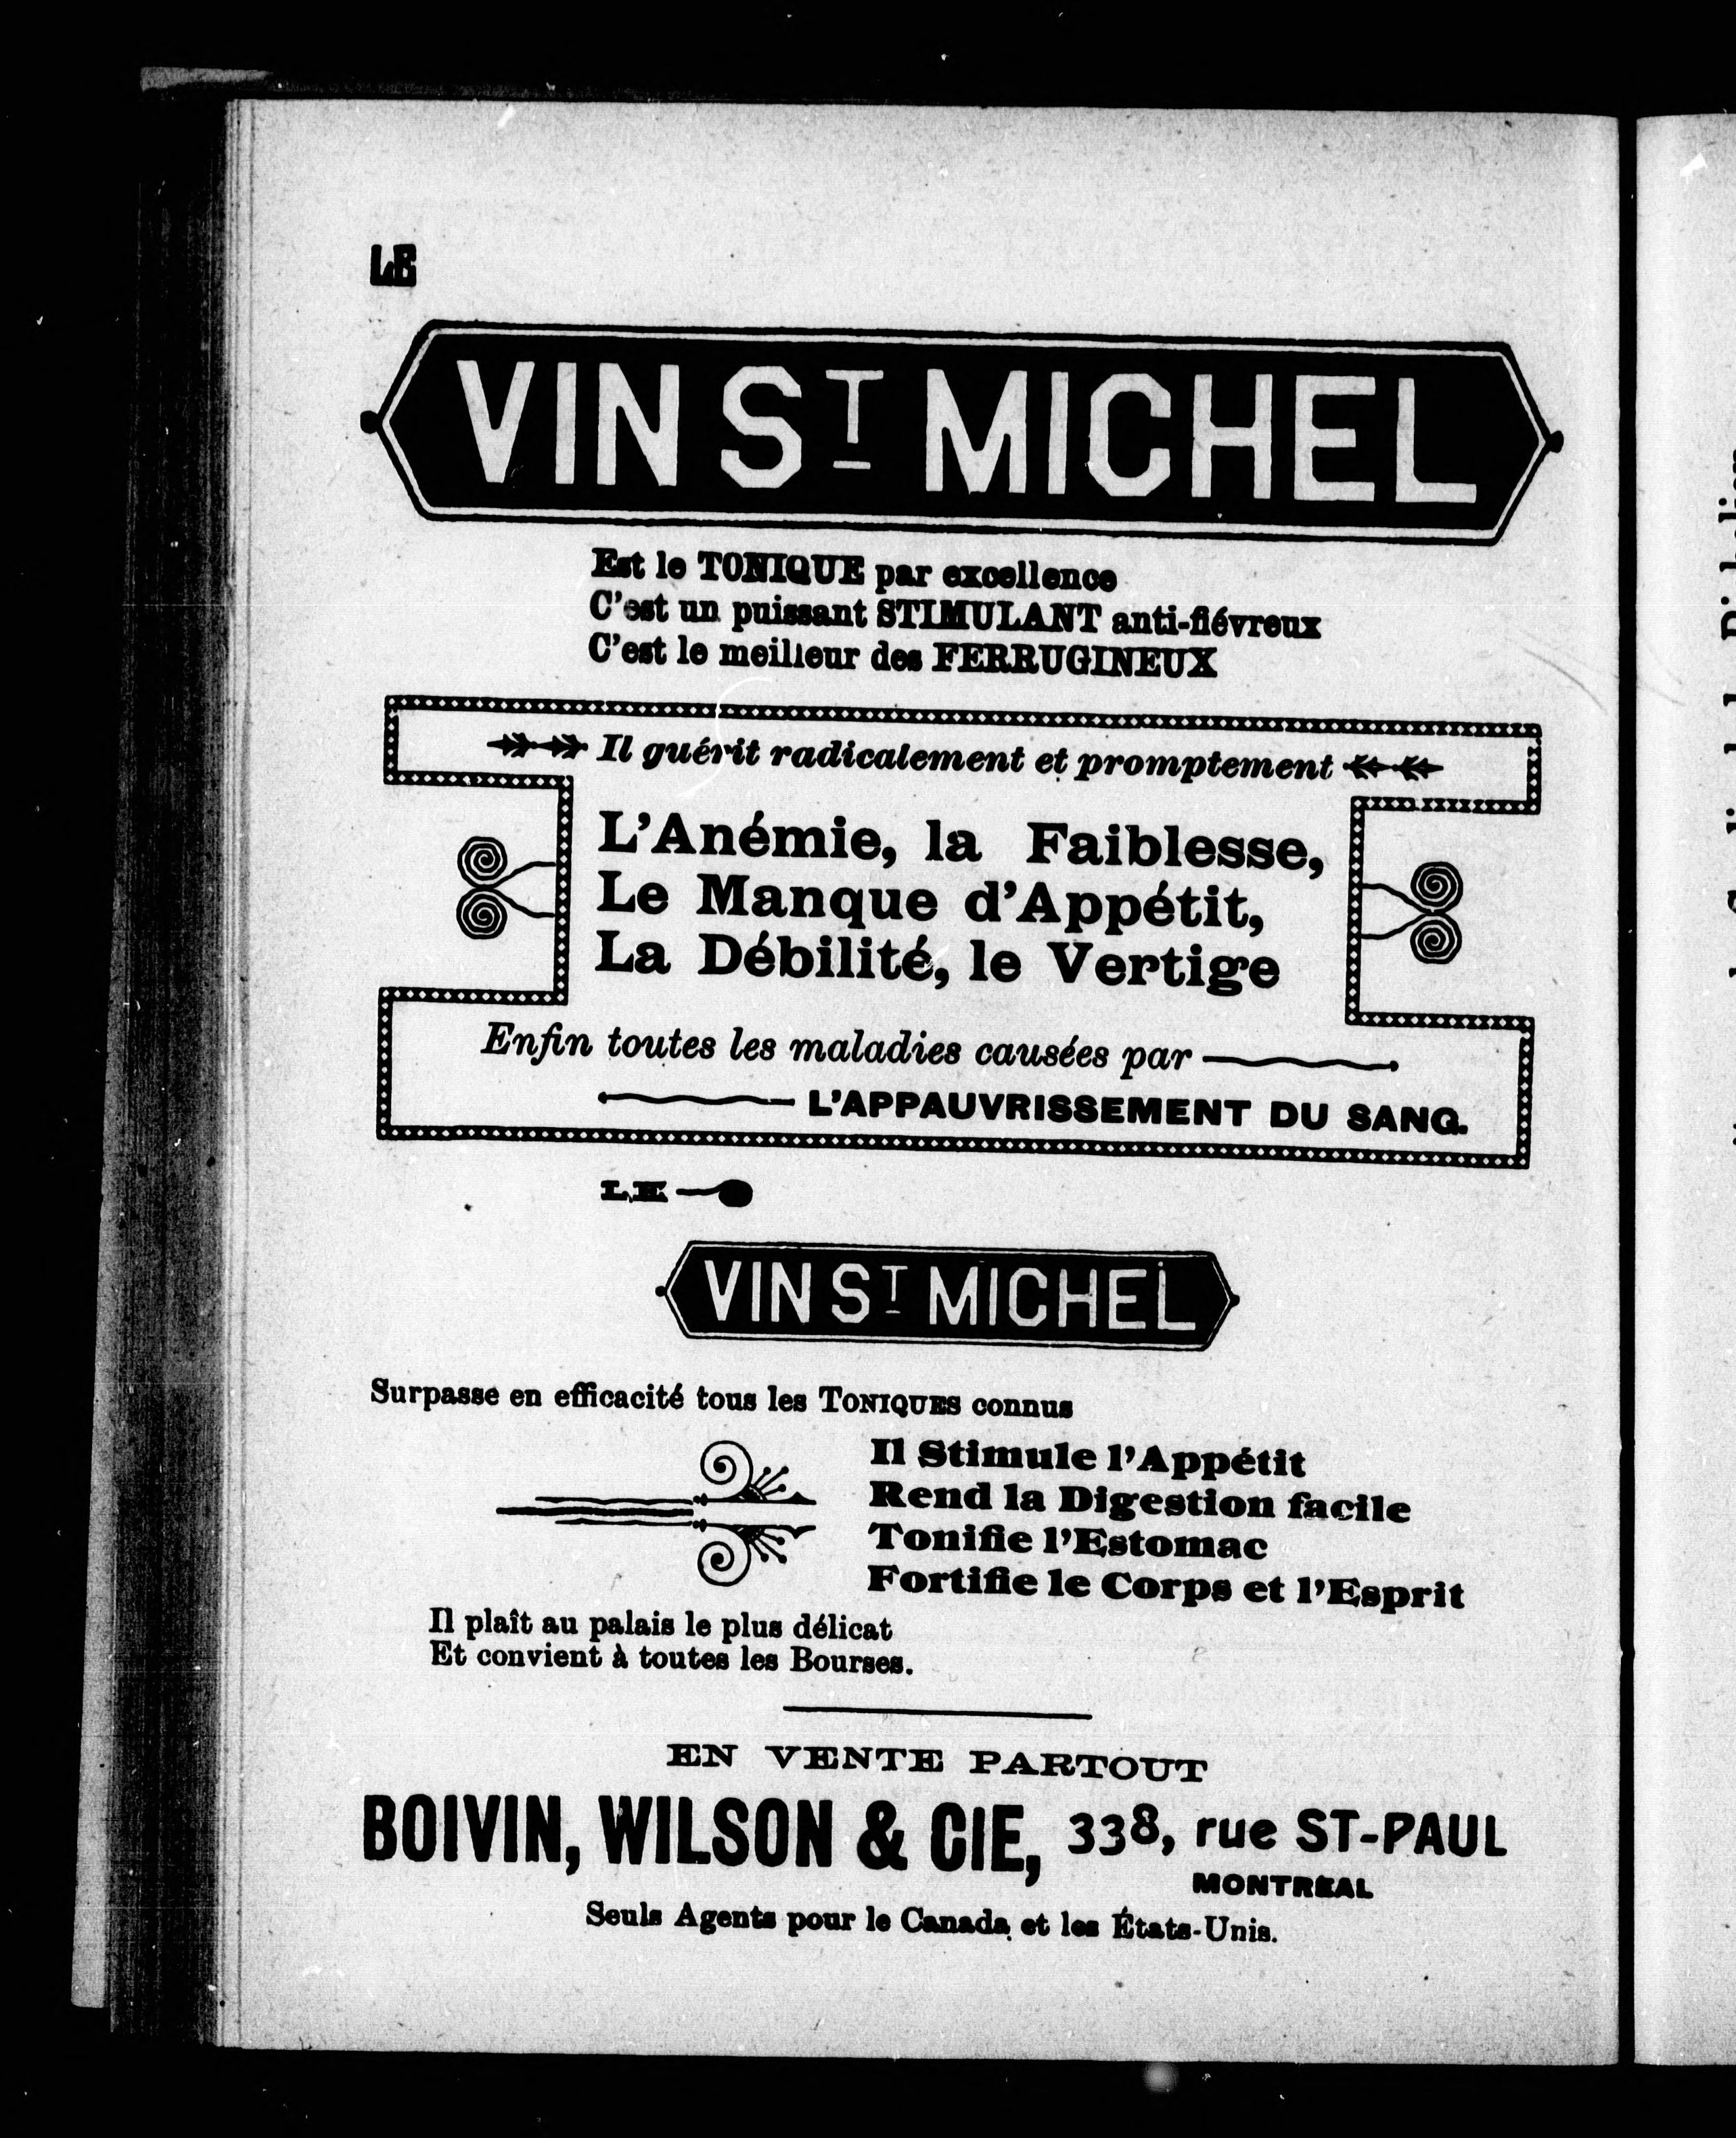 LE
VIN ST MICHEL
Est le TONIQUE par excellence
C'est un puissant STIMULANT anti-fiévreux
C'est le meilleur des FERRUGINEUX
Il guérit radicalement et promptement
L'Anémie, la Faiblesse,
Le Manque d'Appétit,
La Débilité, le Vertige
Enfin toutes les maladies causées par
L'APPAUVRISSEMENT DU SANG.
LE
VIN ST MICHEL
Surpasse en efficacité tous les TONIQUES connus
Il Stimule l'Appétit
Rend la Digestion facile
Tonifie l'Estomac
Fortifie le Corps et l'Esprit
Il plaît au palais le plus délicat
Et convient à toutes les Bourses.
EN VENTE PARTOUT
BOIVIN, WILSON & CIE, 338, rue ST-PAUL
MONTREAL
Seuls Agents pour le Canada et les États-Unis.